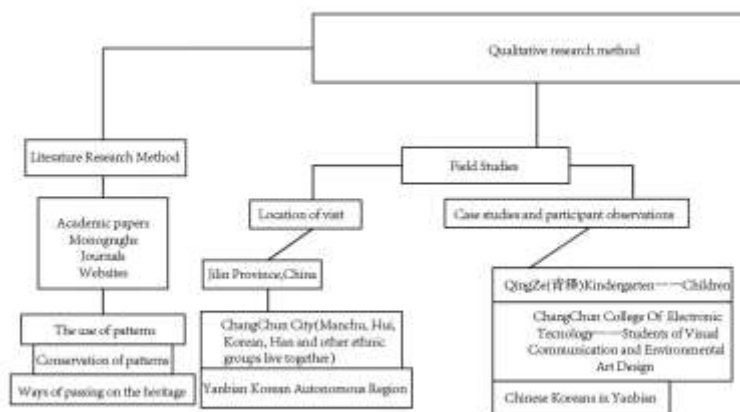 Qualitative research method
Literature Research Method
Academic papers
Monograghs
Journals
Websites
The use of patterns
Conservation of patterns
Ways of passing on the heritage
Field Studies
Location of visit
Jilin Province,China
ChangChun City(Manchu, Hui,
Korean, Han and other ethnic
groups live together)
Yanbian Korean Autonomous Region
Case studies and participant observations
QingZe Kindergarten——Children
ChangChun College Of Electronic
Tecnology——Students of Visual
Communication and Environmental
Art Design
Chinese Koreans in Yanbian